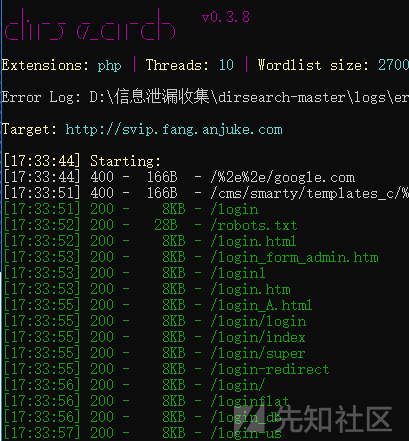 dirsearch v0.3.8
Extensions: php | Threads: 10 | Wordlist size: 2700
Error Log: D:\信息泄漏收集\dirsearch-master\logs\er
Target: http://svip.fang.anjuke.com
[17:33:44] Starting:
[17:33:44] 400 - 166B - /%2e%2e/google.com
[17:33:51] 400 - 166B - /cms/smarty/templates_c/%
[17:33:51] 200 - 8KB - /login
[17:33:52] 200 - 28B - /robots.txt
[17:33:52] 200 - 8KB - /login.html
[17:33:53] 200 - 8KB - /login_form_admin.htm
[17:33:53] 200 - 8KB - /login1
[17:33:53] 200 - 8KB - /login.htm
[17:33:53] 200 - 8KB - /login_A.html
[17:33:55] 200 - 8KB - /login/login
[17:33:55] 200 - 8KB - /login/index
[17:33:55] 200 - 8KB - /login/super
[17:33:55] 200 - 8KB - /login-redirect
[17:33:56] 200 - 8KB - /login/
[17:33:56] 200 - 8KB - /loginflat
[17:33:56] 200 - 8KB - /login_db
[17:33:57] 200 - 8KB - /login-us
先知社区